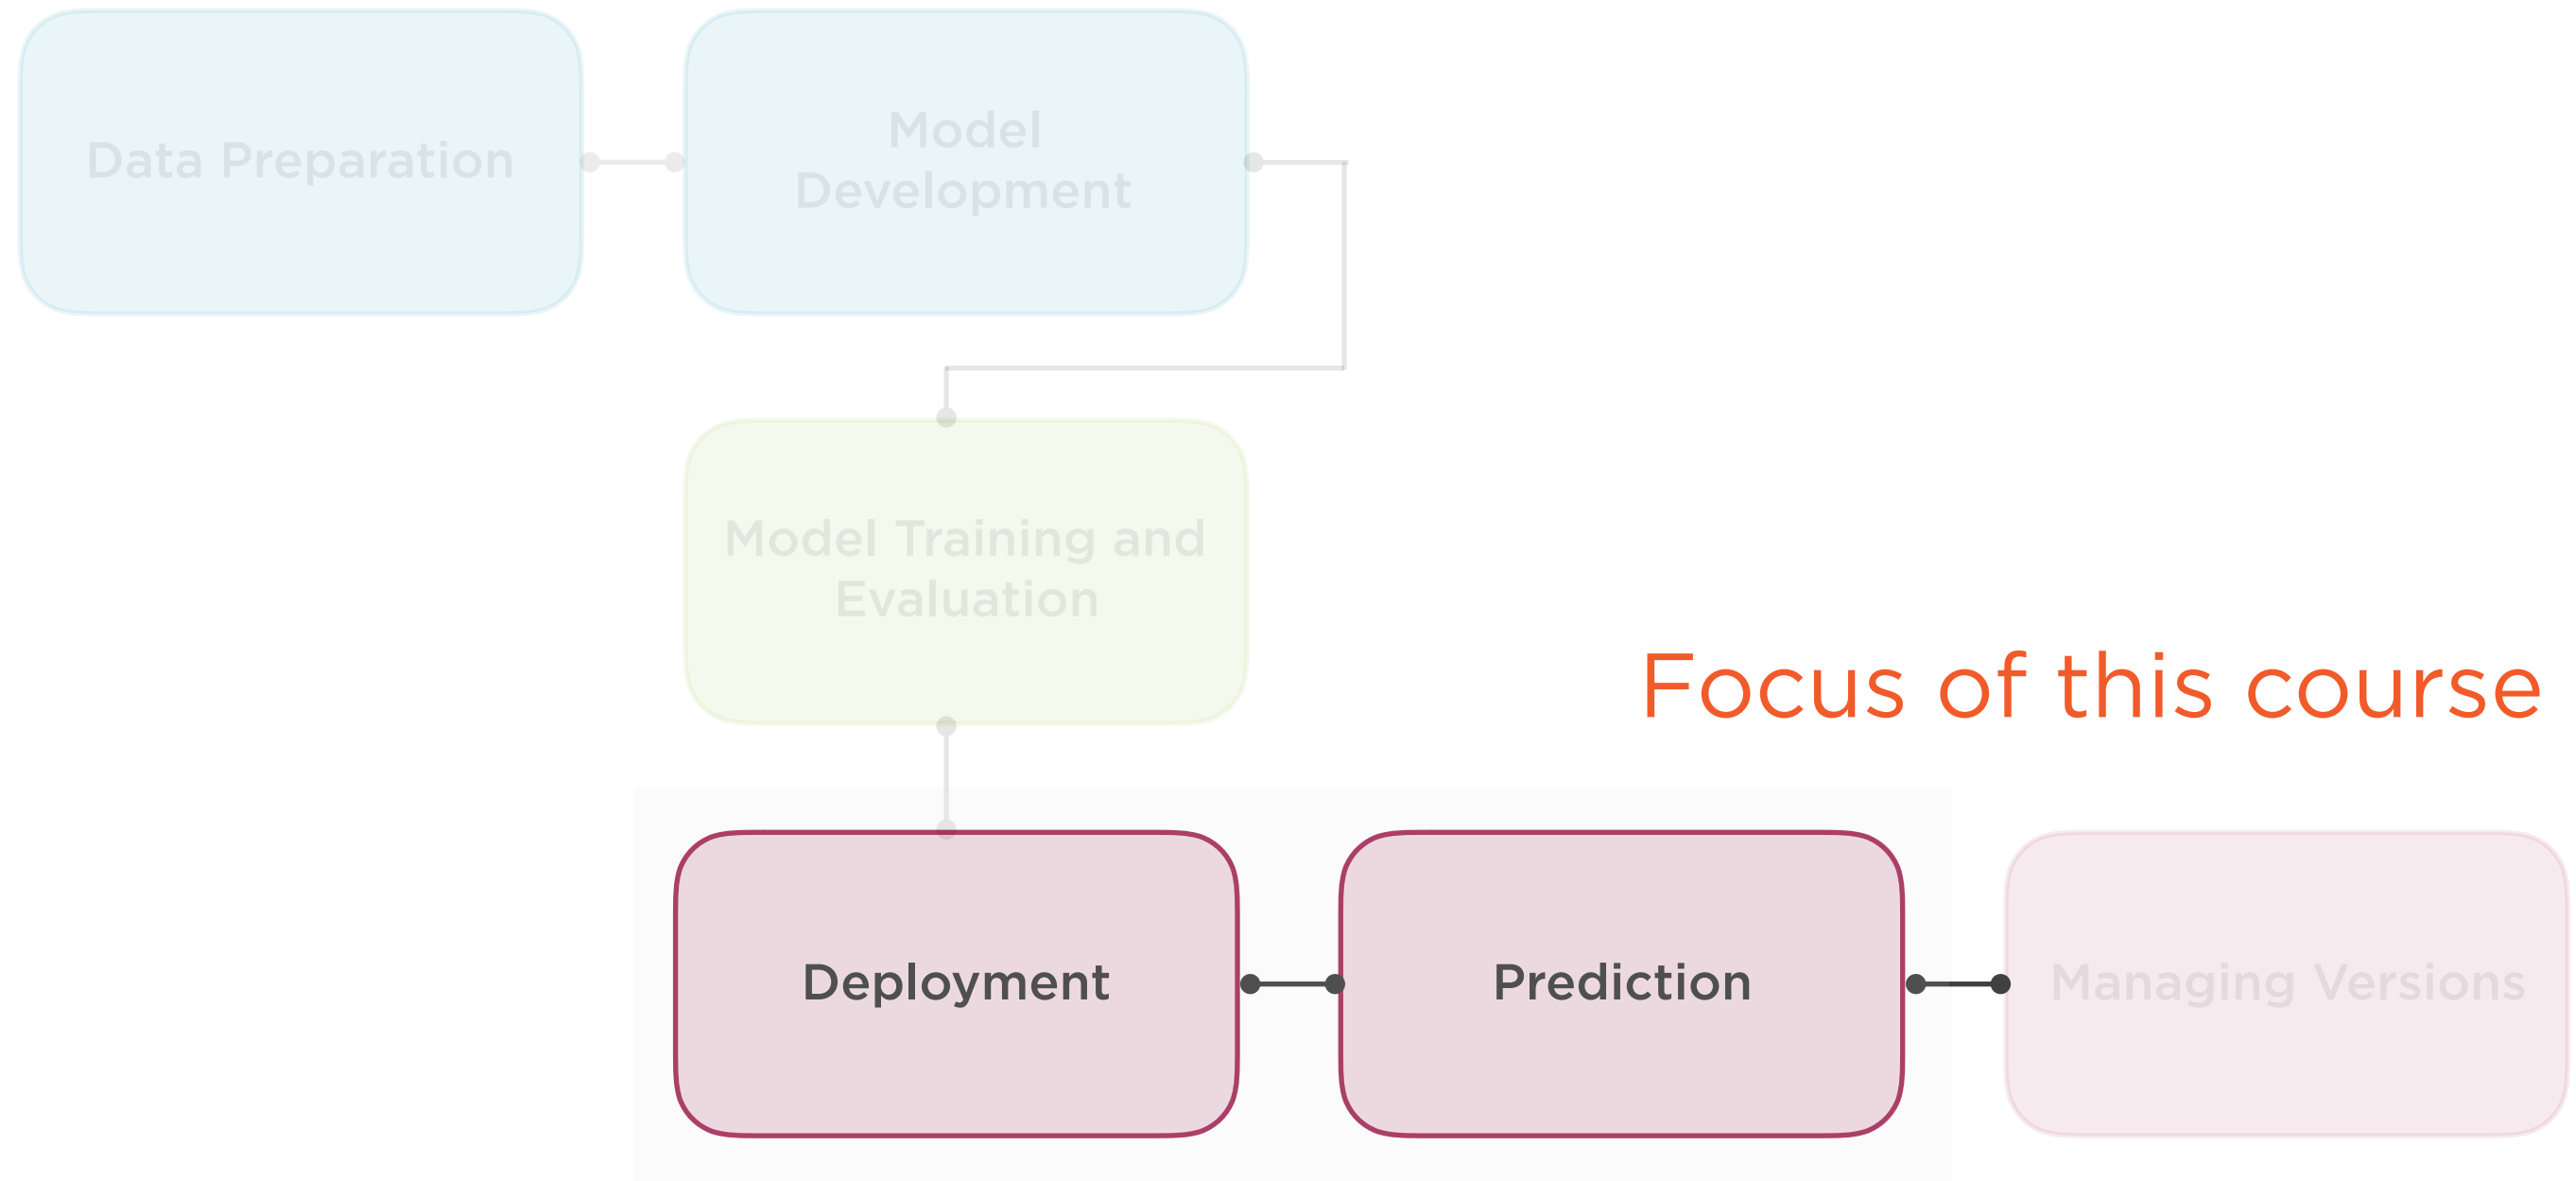 Data Preparation
Model
Development
Model Training and
Evaluation
Focus of this course
Deployment
Prediction
Managing Versions